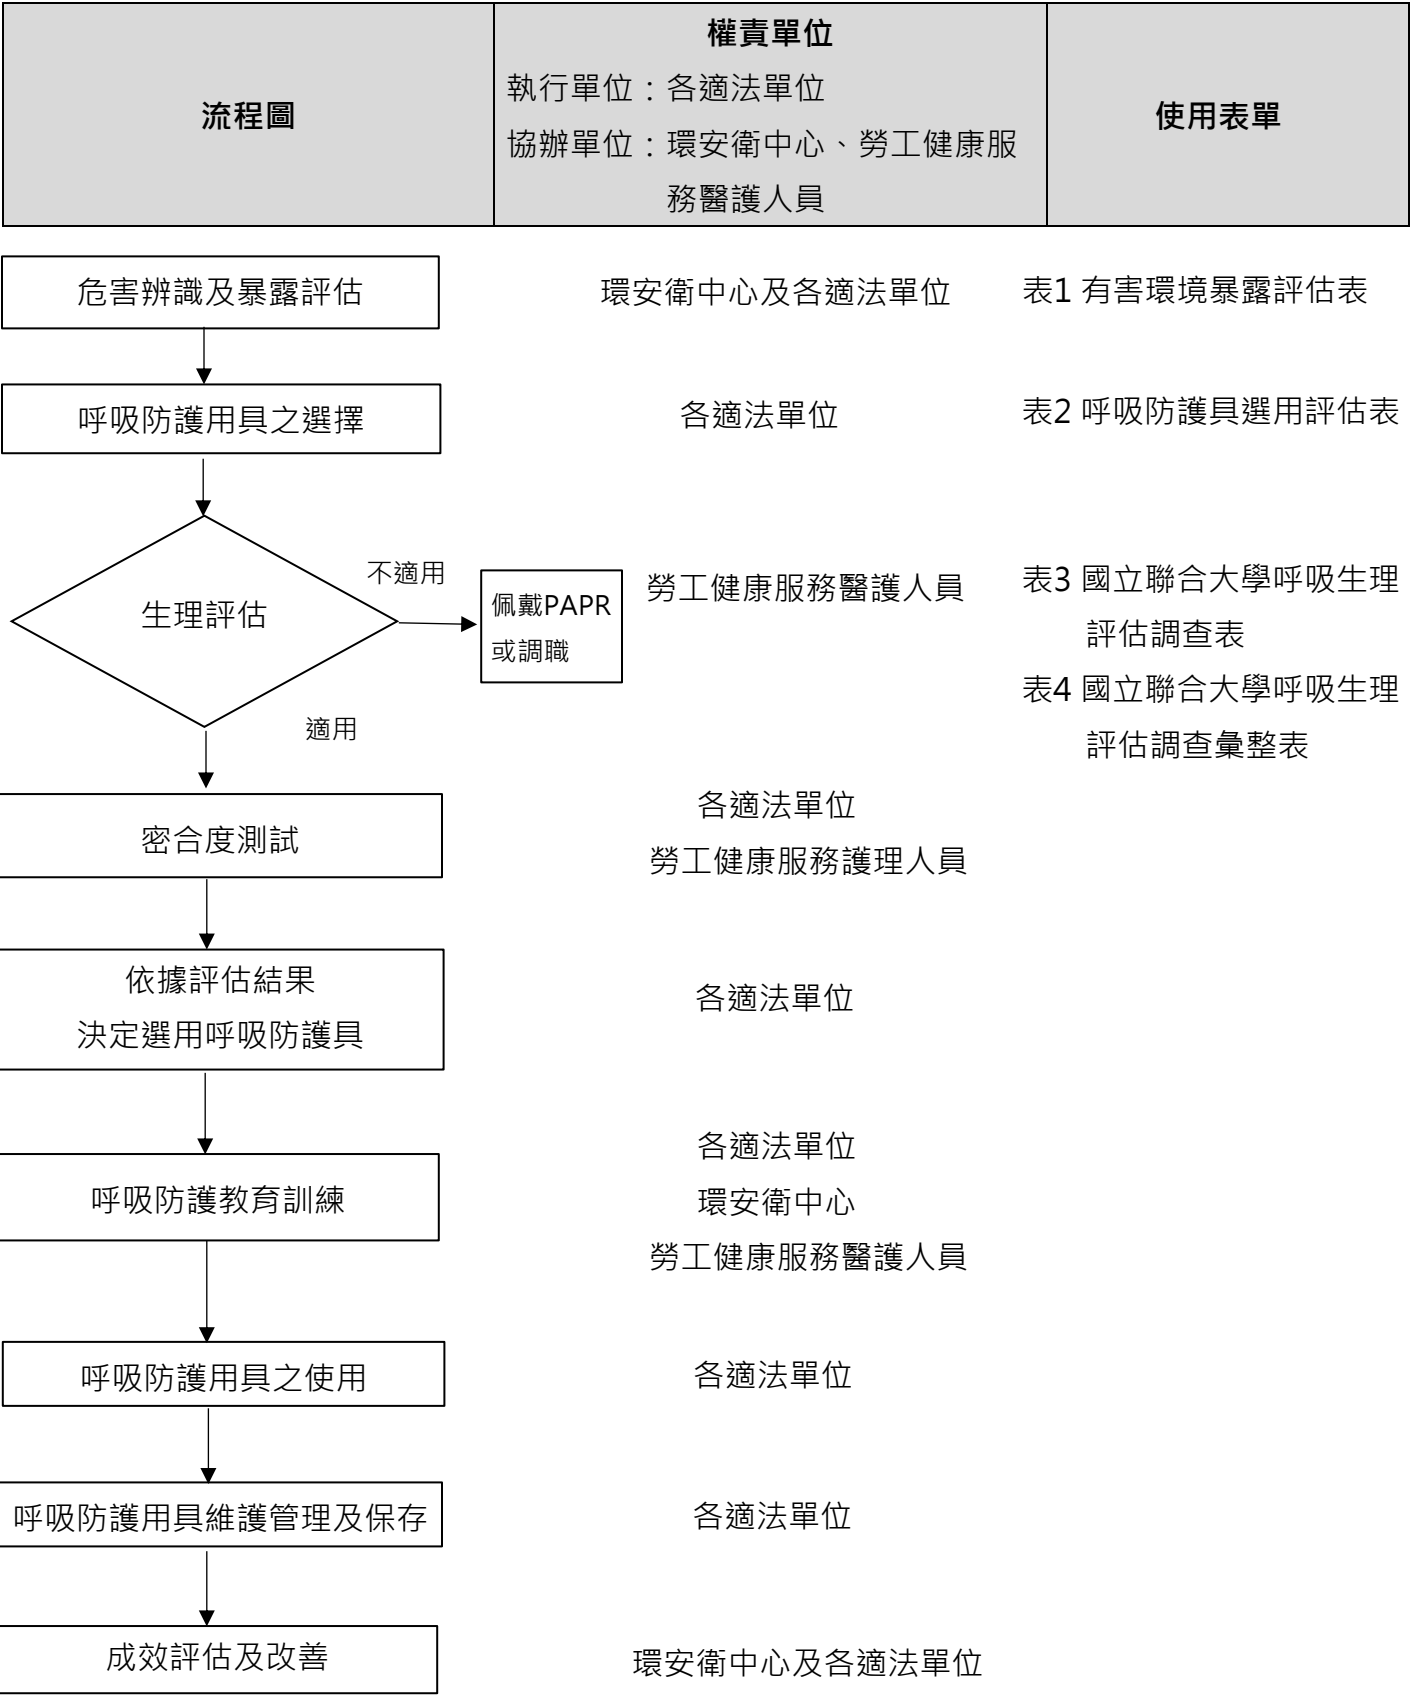 流程圖
權責單位
執行單位：各適法單位
協辦單位：環安衛中心、勞工健康服
務醫護人員
使用表單
危害辨識及暴露評估
環安衛中心及各適法單位
表1 有害環境暴露評估表
呼吸防護用具之選擇
各適法單位
表2 呼吸防護具選用評估表
生理評估
不適用
佩戴PAPR
或調職
適用
勞工健康服務醫護人員
表3 國立聯合大學呼吸生理
評估調查表
表4 國立聯合大學呼吸生理
評估調查彙整表
密合度測試
各適法單位
勞工健康服務護理人員
依據評估結果
決定選用呼吸防護具
各適法單位
呼吸防護教育訓練
各適法單位
環安衛中心
勞工健康服務醫護人員
呼吸防護用具之使用
各適法單位
呼吸防護用具維護管理及保存
各適法單位
成效評估及改善
環安衛中心及各適法單位